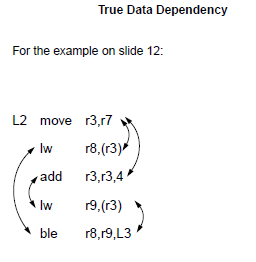 True Data Dependency
For the example on slide 12:
L2 move r3,r7
lw r8,(r3)
add r3,r3,4
lw r9,(r3)
ble r8,r9,L3